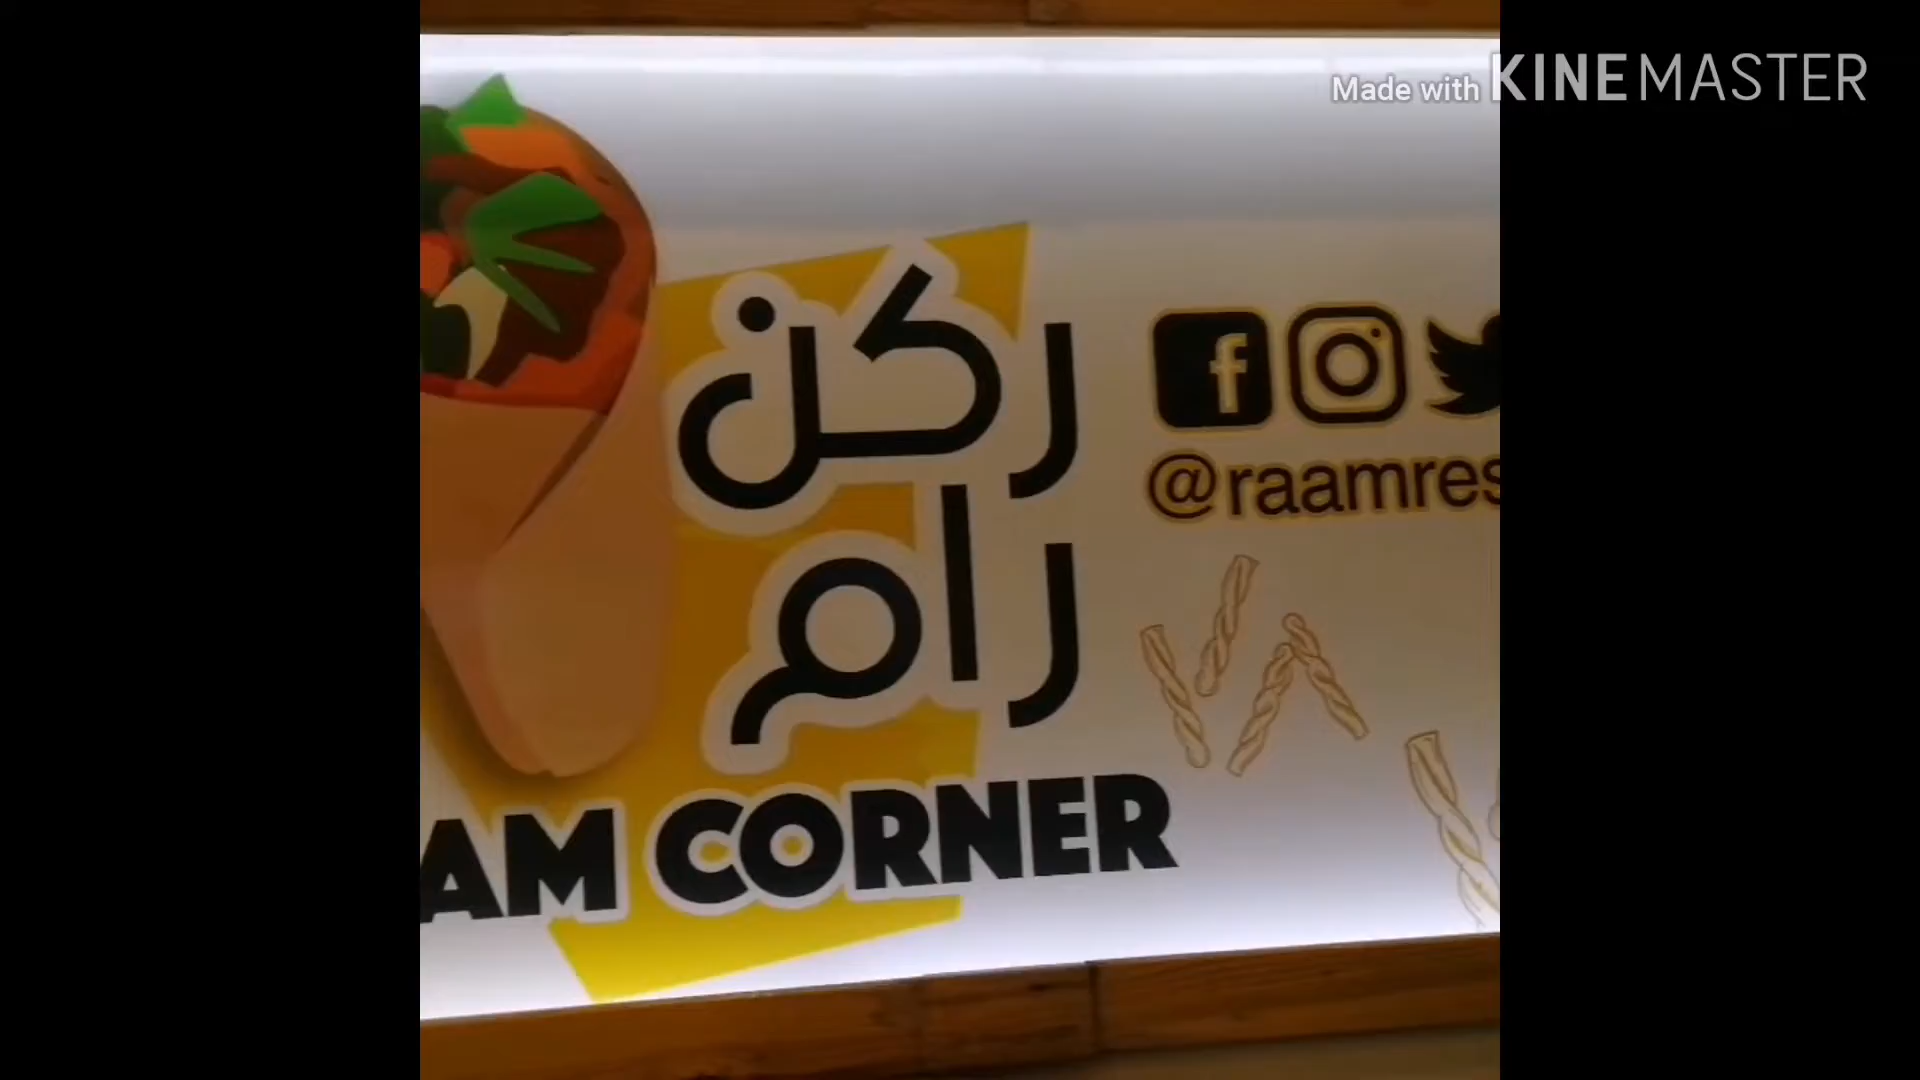 Made with KINEMASTER
ركن
رام
AM CORNER
@raamres